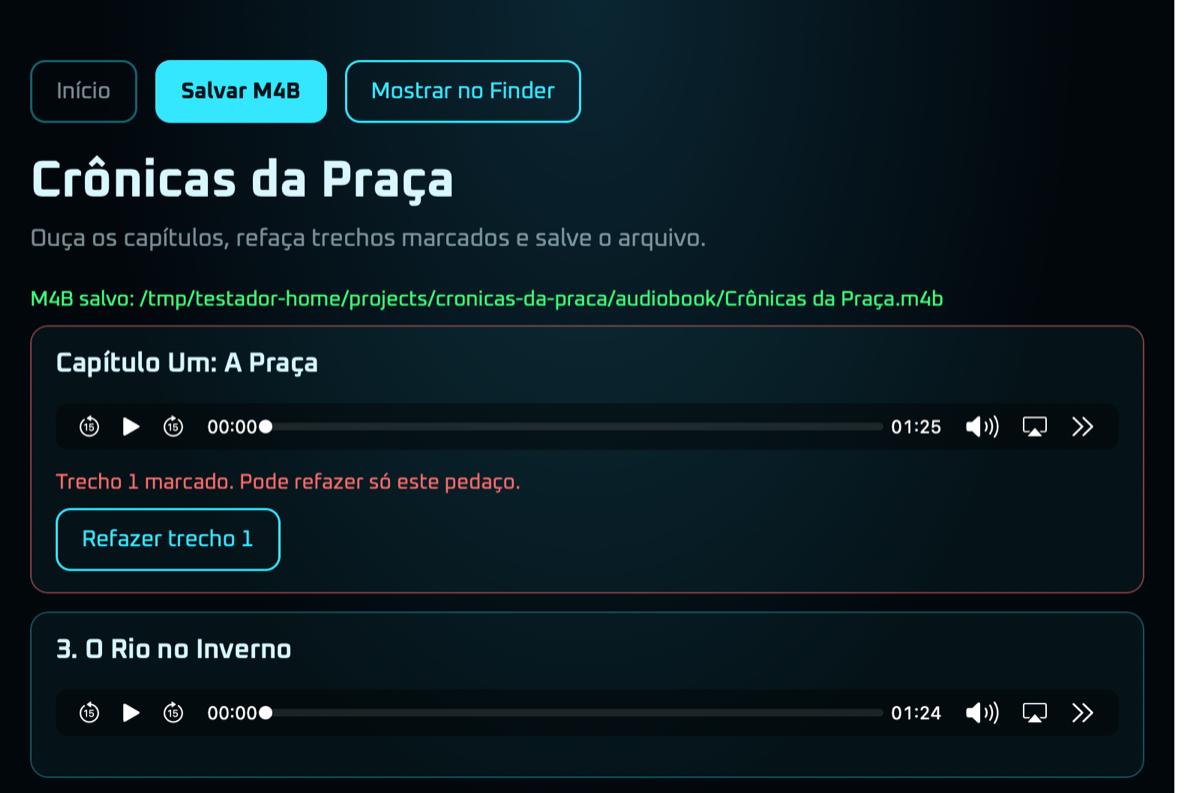 Início
Salvar M4B
Mostrar no Finder
Crônicas da Praça
Ouça os capítulos, refaça trechos marcados e salve o arquivo.
M4B salvo: /tmp/testador-home/projects/cronicas-da-praca/audiobook/Crônicas da Praça.m4b
Capítulo Um: A Praça
15
15
00:00
01:25
Trecho 1 marcado. Pode refazer só este pedaço.
Refazer trecho 1
3. O Rio no Inverno
15
15
00:00
01:24